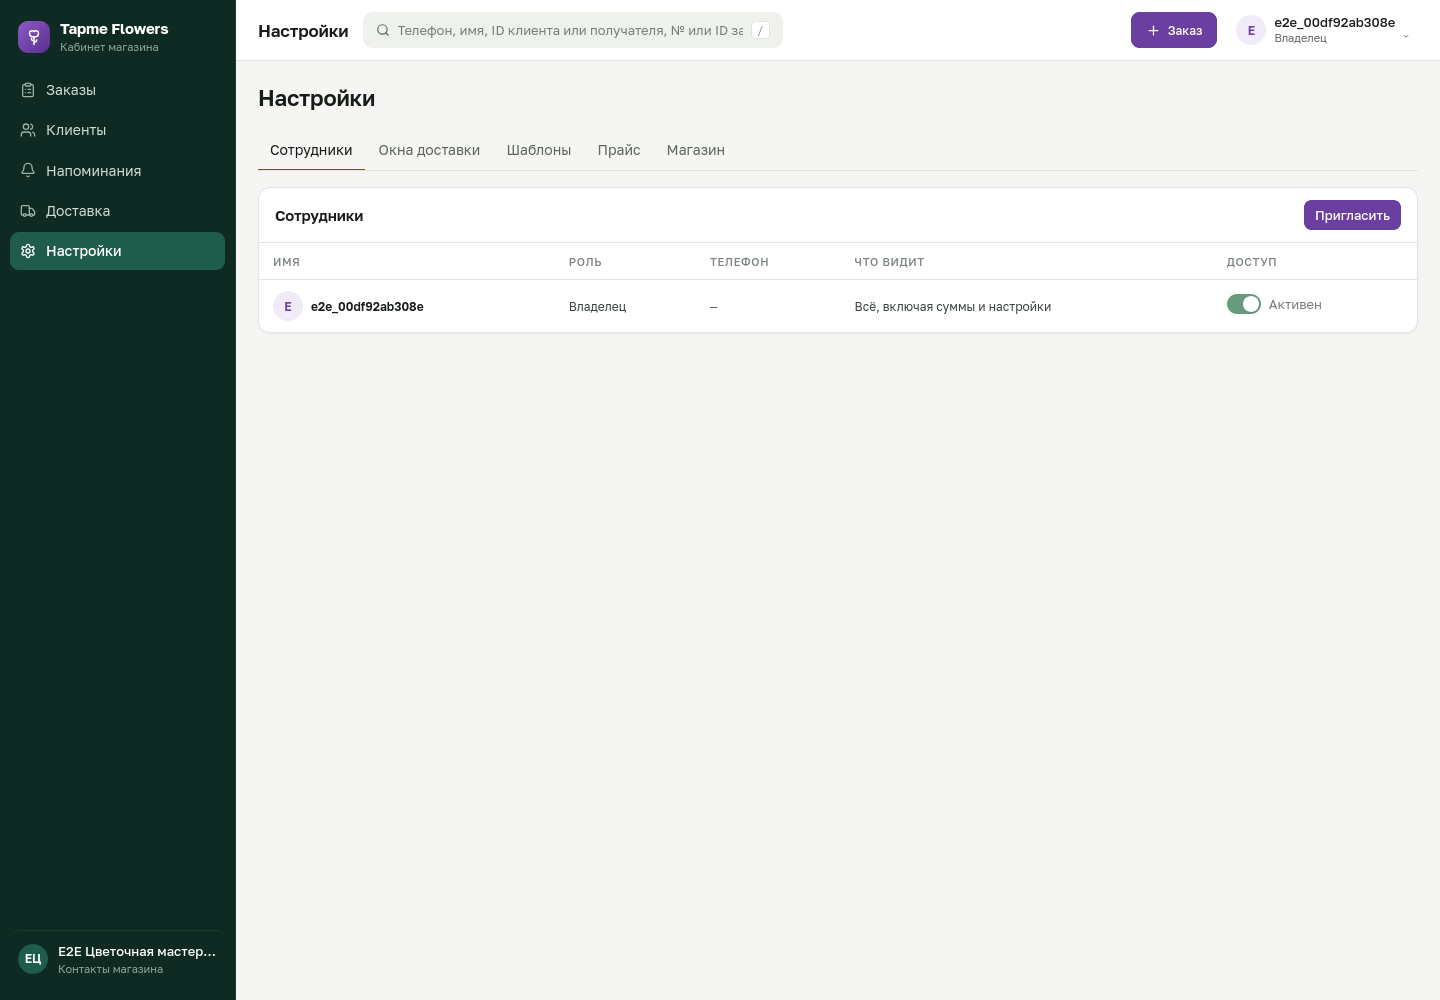 Tapme Flowers
Кабинет магазина
Заказы
Клиенты
Напоминания
Доставка
Настройки
E2E Цветочная мастер...
ЕЦ
Контакты магазина
Настройки
Телефон, имя, ID клиента или получателя, № или ID за
/
Заказ
E
e2e_00df92ab308e
Владелец
Настройки
Сотрудники
Окна доставки
Шаблоны
Прайс
Магазин
Сотрудники
Пригласить
ИМЯ
РОЛЬ
ТЕЛЕФОН
ЧТО ВИДИТ
ДОСТУП
E
e2e_00df92ab308e
Владелец
—
Всё, включая суммы и настройки
Активен